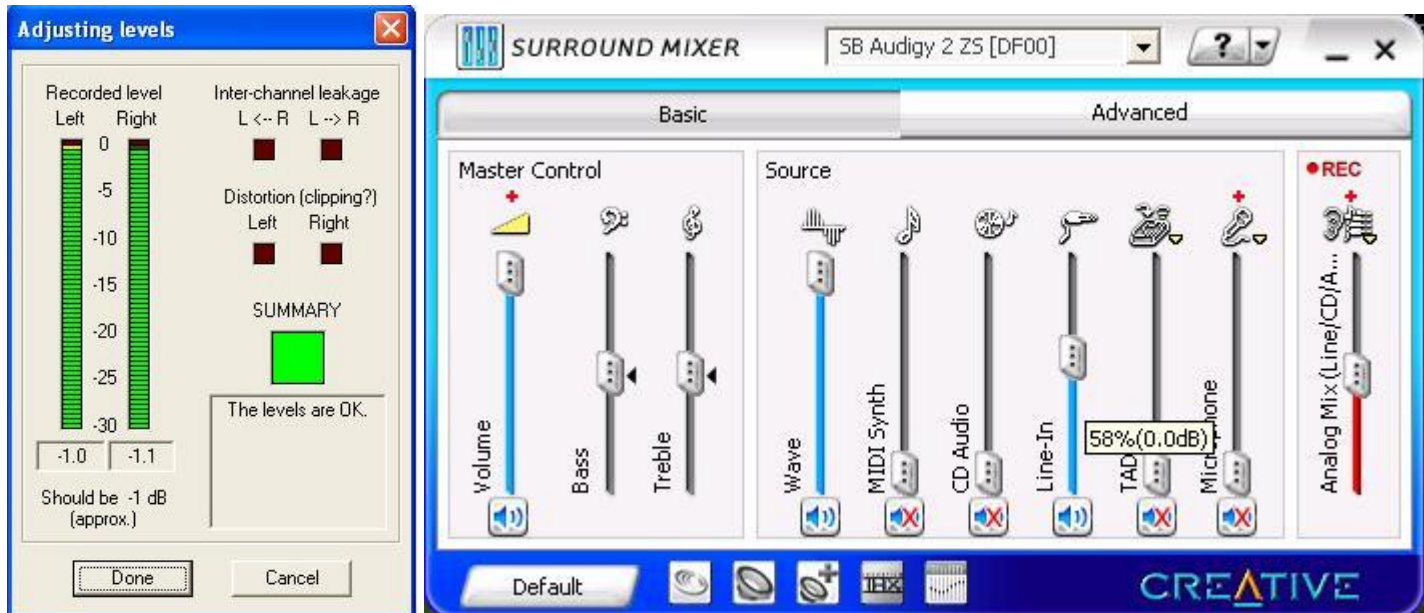 Adjusting levels
Recorded level
Left Right
0
-5
-10
-15
-20
-25
-30
-1.0 -1.1
Should be -1 dB
(approx.)
Inter-channel leakage
L <-- R L --> R
Distortion (clipping?)
Left Right
SUMMARY
The levels are OK.
Done Cancel
SURROUND MIXER
SB Audigy 2 ZS [DF00]
?
Basic Advanced
Master Control
Volume
Bass
Treble
Source
Wave
MIDI Synth
CD Audio
Line-In
58%(0.0dB)
TAD
REC
Analog Mix (Line/CD/A...
Default
THX
CREATIVE